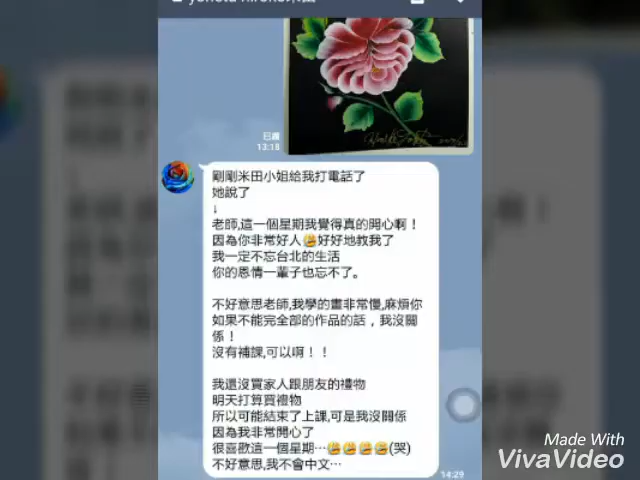 已讀
13:18
剛剛米田小姐給我打電話了
她說了
↓
老師,這一個星期我覺得真的開心啊！
因為你非常好人好好地教我了
我一定不忘台北的生活
你的恩情一輩子也忘不了。
不好意思老師,我學的畫非常慢,麻煩你
如果不能完全部的作品的話，我沒關
係！
沒有補課,可以啊！！
我還沒買家人跟朋友的禮物
明天打算買禮物
所以可能結束了上課,可是我沒關係
因為我非常開心了
很喜歡這一個星期…(哭)
不好意思,我不會中文…
14:29
Made With
VivaVideo